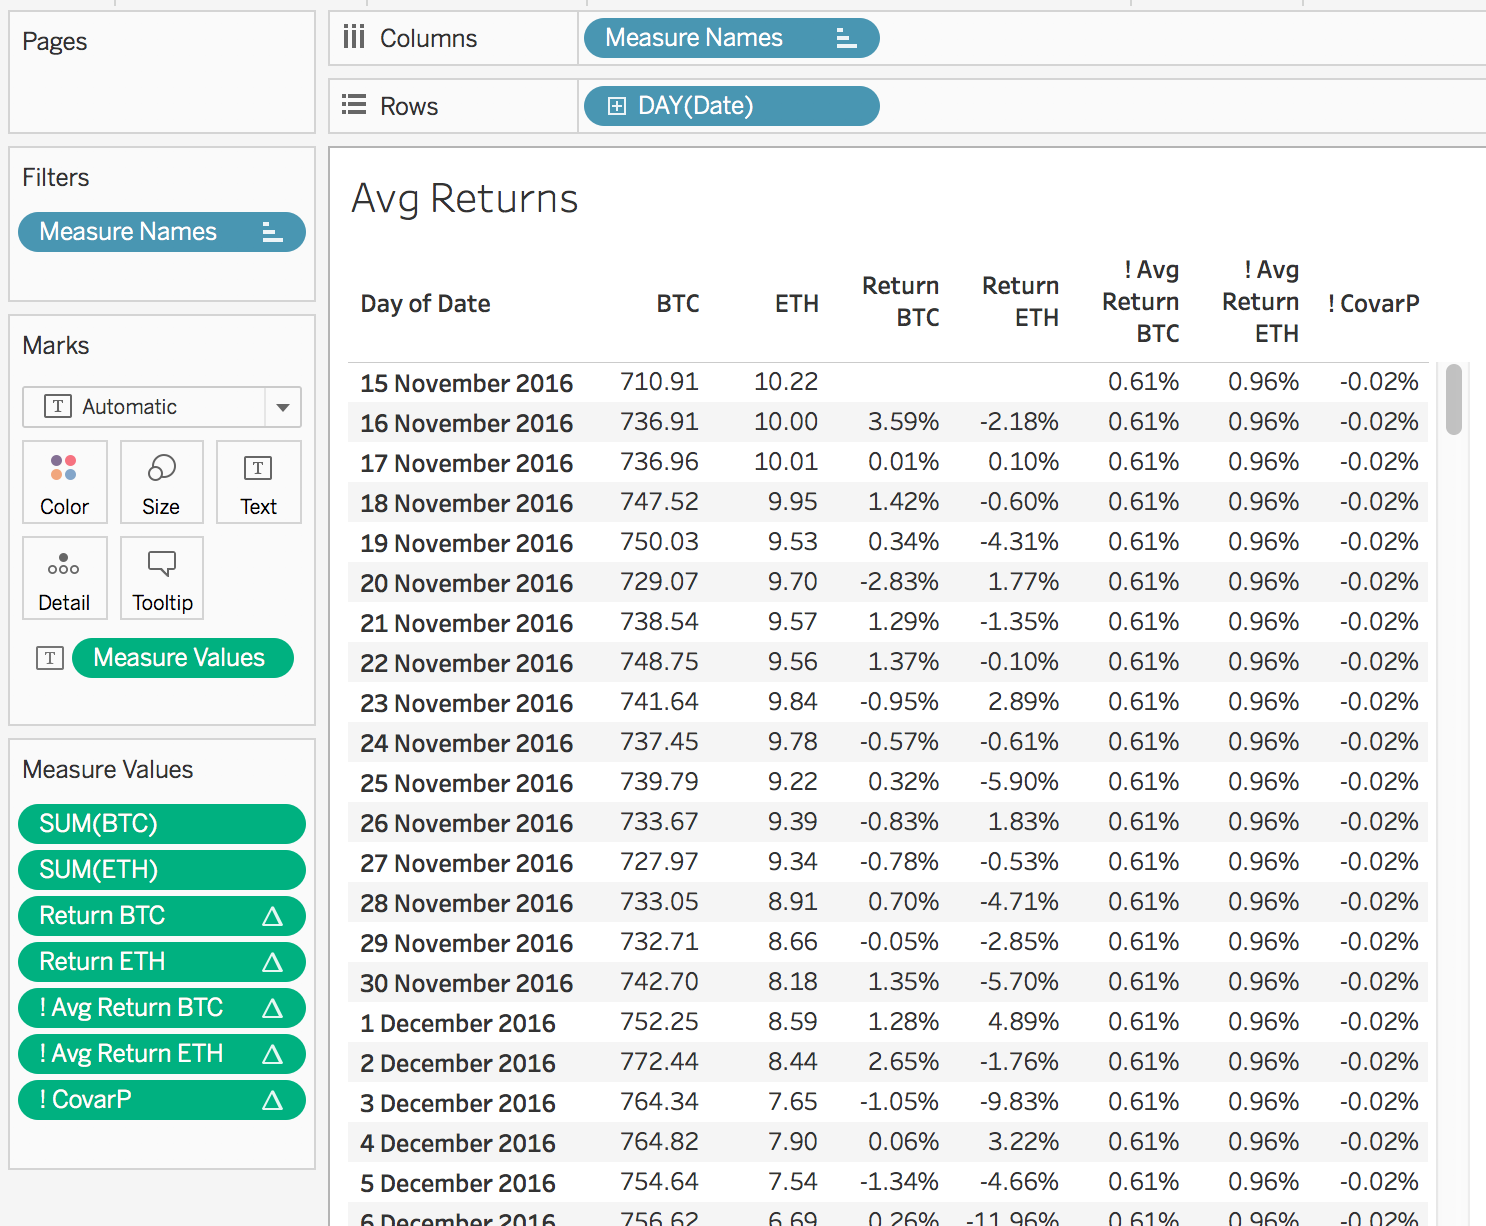 Pages
Columns
Measure Names
Rows
DAY(Date)
Filters
Measure Names
Marks
T Automatic
Color Size T Text
Detail Tooltip
T Measure Values
Measure Values
SUM(BTC)
SUM(ETH)
Return BTC Δ
Return ETH Δ
! Avg Return BTC Δ
! Avg Return ETH Δ
! CovarP Δ
Avg Returns
Day of Date BTC ETH Return BTC Return ETH ! Avg Return BTC ! Avg Return ETH ! CovarP
15 November 2016 710.91 10.22 0.61% 0.96% -0.02%
16 November 2016 736.91 10.00 3.59% -2.18% 0.61% 0.96% -0.02%
17 November 2016 736.96 10.01 0.01% 0.10% 0.61% 0.96% -0.02%
18 November 2016 747.52 9.95 1.42% -0.60% 0.61% 0.96% -0.02%
19 November 2016 750.03 9.53 0.34% -4.31% 0.61% 0.96% -0.02%
20 November 2016 729.07 9.70 -2.83% 1.77% 0.61% 0.96% -0.02%
21 November 2016 738.54 9.57 1.29% -1.35% 0.61% 0.96% -0.02%
22 November 2016 748.75 9.56 1.37% -0.10% 0.61% 0.96% -0.02%
23 November 2016 741.64 9.84 -0.95% 2.89% 0.61% 0.96% -0.02%
24 November 2016 737.45 9.78 -0.57% -0.61% 0.61% 0.96% -0.02%
25 November 2016 739.79 9.22 0.32% -5.90% 0.61% 0.96% -0.02%
26 November 2016 733.67 9.39 -0.83% 1.83% 0.61% 0.96% -0.02%
27 November 2016 727.97 9.34 -0.78% -0.53% 0.61% 0.96% -0.02%
28 November 2016 733.05 8.91 0.70% -4.71% 0.61% 0.96% -0.02%
29 November 2016 732.71 8.66 -0.05% -2.85% 0.61% 0.96% -0.02%
30 November 2016 742.70 8.18 1.35% -5.70% 0.61% 0.96% -0.02%
1 December 2016 752.25 8.59 1.28% 4.89% 0.61% 0.96% -0.02%
2 December 2016 772.44 8.44 2.65% -1.76% 0.61% 0.96% -0.02%
3 December 2016 764.34 7.65 -1.05% -9.83% 0.61% 0.96% -0.02%
4 December 2016 764.82 7.90 0.06% 3.22% 0.61% 0.96% -0.02%
5 December 2016 754.64 7.54 -1.34% -4.66% 0.61% 0.96% -0.02%
6 December 2016 756.62 6.69 0.26% -11.96% 0.61% 0.96% -0.02%